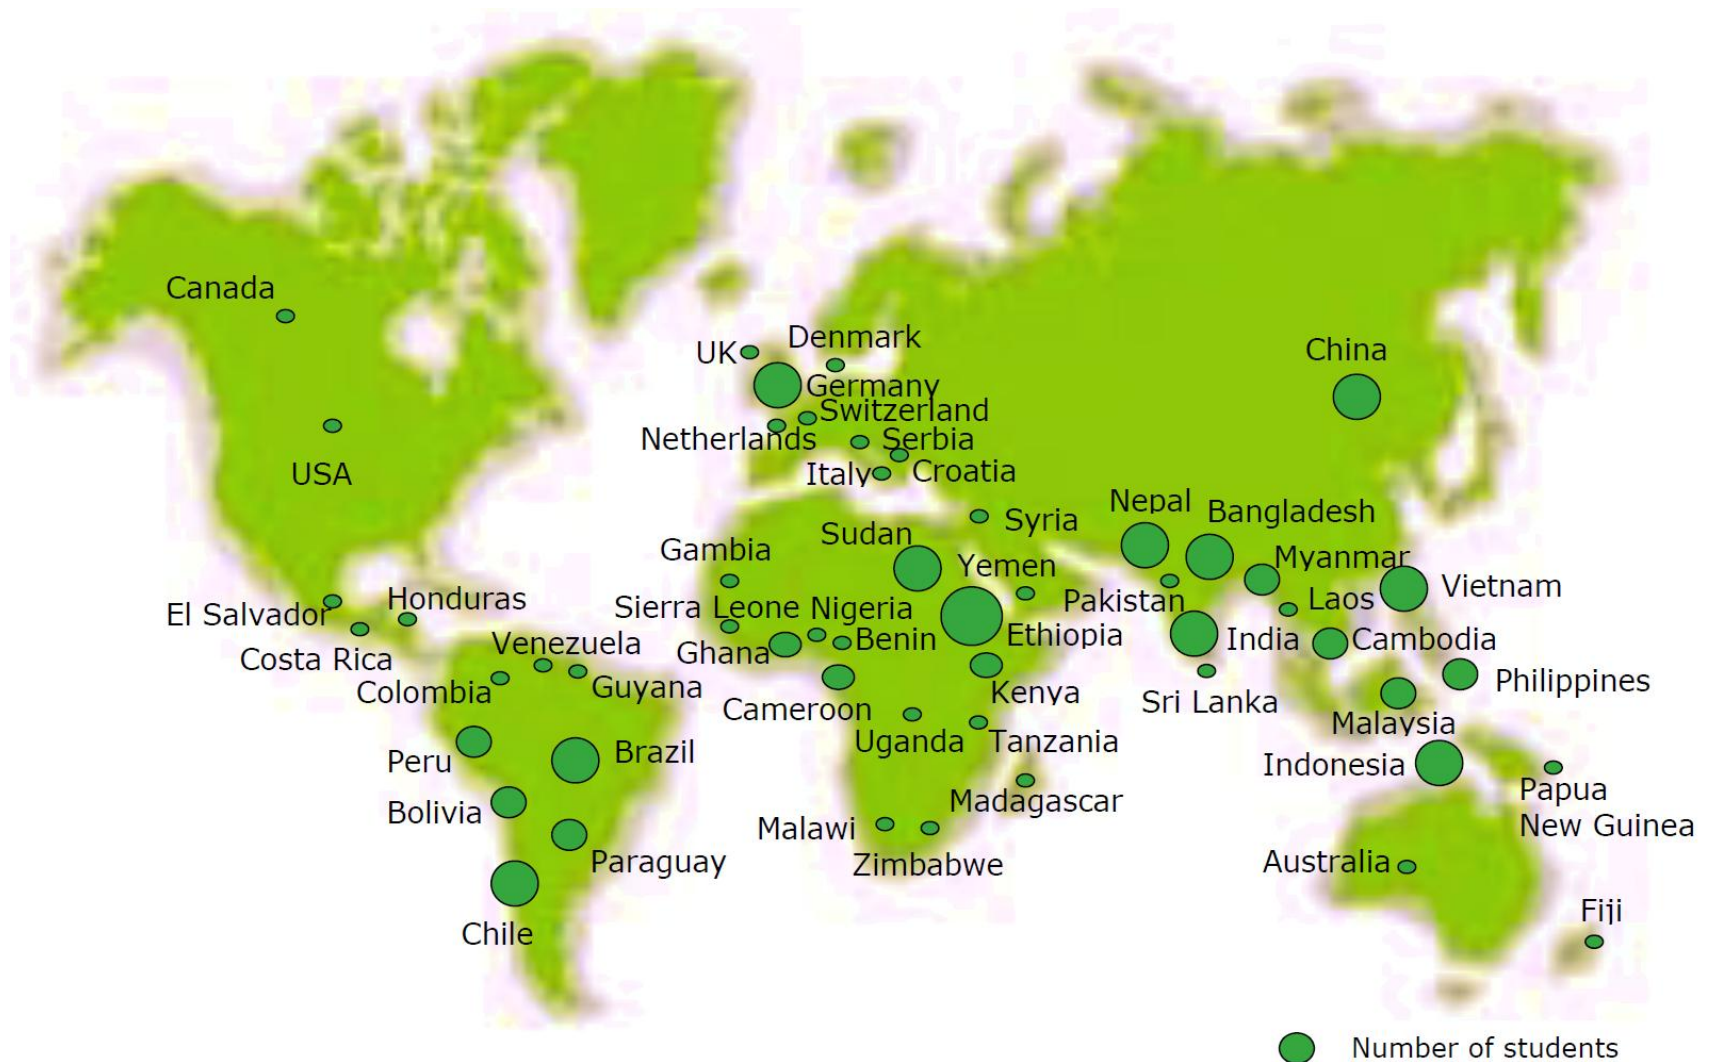 Canada
UK
Denmark
China
Germany
Switzerland
Netherlands
Serbia
Italy
Croatia
USA
Nepal
Bangladesh
Syria
Sudan
Gambia
Yemen
Myanmar
Vietnam
El Salvador
Honduras
Sierra Leone
Nigeria
Pakistan
Laos
Costa Rica
Venezuela
Ghana
Benin
Ethiopia
India
Cambodia
Colombia
Guyana
Cameroon
Kenya
Sri Lanka
Philippines
Peru
Brazil
Uganda
Tanzania
Malaysia
Indonesia
Bolivia
Madagascar
Papua
New Guinea
Malawi
Paraguay
Zimbabwe
Australia
Chile
Fiji
Number of students